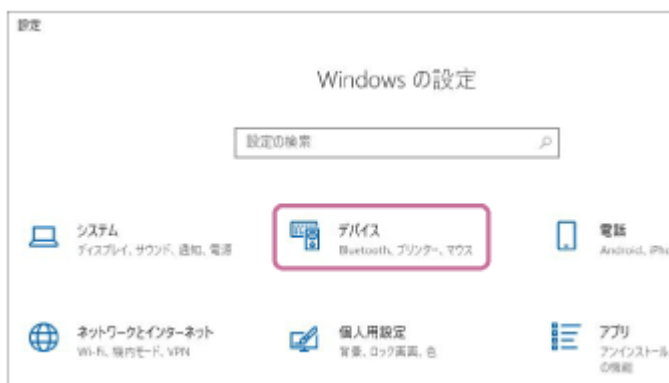 設定
Windows の設定
設定の検索
システム
ディスプレイ、サウンド、通知、電源
デバイス
Bluetooth、プリンター、マウス
電話
Android、iPho
ネットワークとインターネット
Wi-Fi、機内モード、VPN
個人用設定
背景、ロック画面、色
アプリ
アンインストール
の機能